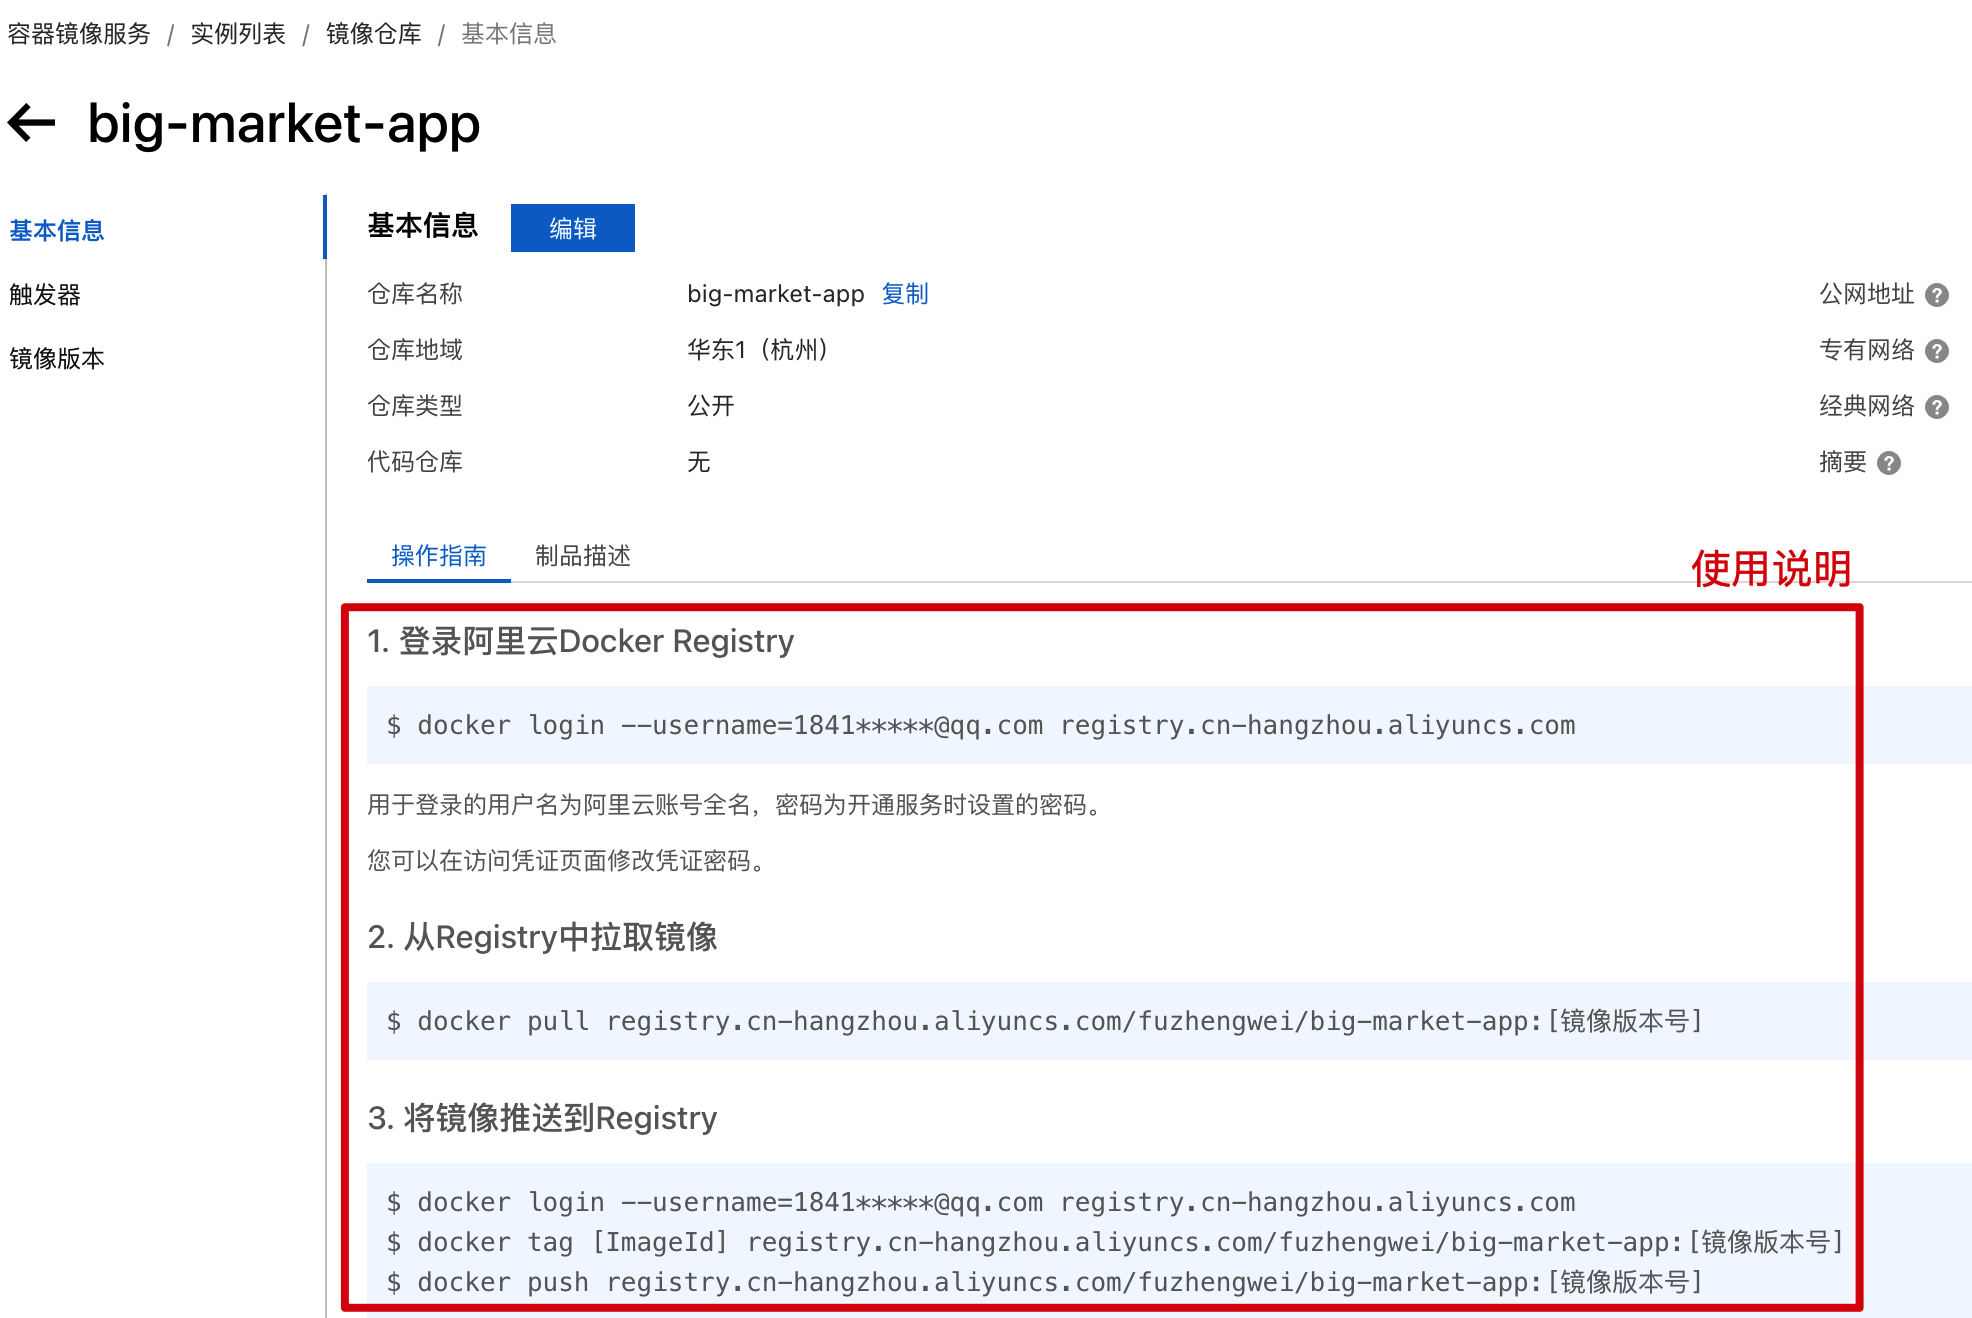 容器镜像服务 / 实例列表 / 镜像仓库 / 基本信息
← big-market-app
基本信息
触发器
镜像版本
基本信息 编辑
仓库名称 big-market-app 复制 公网地址 ?
仓库地域 华东1（杭州） 专有网络 ?
仓库类型 公开 经典网络 ?
代码仓库 无 摘要 ?
操作指南 制品描述
使用说明
1. 登录阿里云Docker Registry
$ docker login --username=1841*****@qq.com registry.cn-hangzhou.aliyuncs.com
用于登录的用户名为阿里云账号全名，密码为开通服务时设置的密码。
您可以在访问凭证页面修改凭证密码。
2. 从Registry中拉取镜像
$ docker pull registry.cn-hangzhou.aliyuncs.com/fuzhengwei/big-market-app:[镜像版本号]
3. 将镜像推送到Registry
$ docker login --username=1841*****@qq.com registry.cn-hangzhou.aliyuncs.com
$ docker tag [ImageId] registry.cn-hangzhou.aliyuncs.com/fuzhengwei/big-market-app:[镜像版本号]
$ docker push registry.cn-hangzhou.aliyuncs.com/fuzhengwei/big-market-app:[镜像版本号]